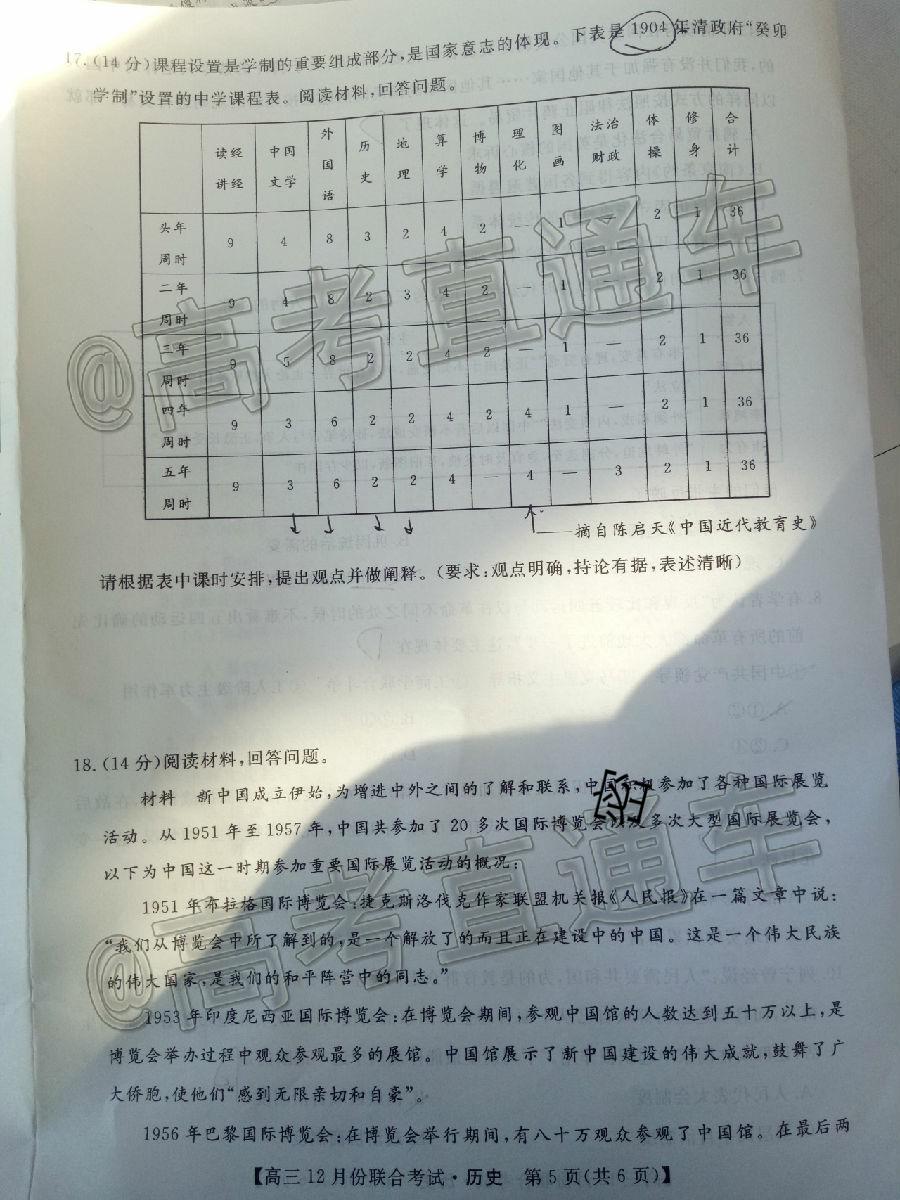 17.(14分)课程设置是学制的重要组成部分,是国家意志的体现。下表是1904年清政府“癸卯
学制”设置的中学课程表。阅读材料,回答问题。
读经讲经 中国文学 外国语 历史 地理 算学 博物 理化 图画 法治财政 体操 修身 合计
头年周时 9 4 8 3 2 4 2 — 1 — 2 1 36
二年周时 9 4 8 2 3 4 2 — 1 — 2 1 36
三年周时 9 5 8 2 2 4 2 1 — 2 1 36
四年周时 9 3 6 2 2 4 2 4 1 — 2 1 36
五年周时 9 3 6 2 2 4 — 4 — 3 2 1 36
——摘自陈启天《中国近代教育史》
请根据表中课时安排,提出观点并做阐释。(要求:观点明确,持论有据,表述清晰)
18.(14分)阅读材料,回答问题。
材料 新中国成立伊始,为增进中外之间的了解和联系,中国积极参加了各种国际展览
活动。从1951年至1957年,中国共参加了20多次国际博览会以及多次大型国际展览会,
以下为中国这一时期参加重要国际展览活动的概况:
1951年布拉格国际博览会:捷克斯洛伐克作家联盟机关报《人民报》在一篇文章中说:
“我们从博览会中所了解到的,是一个解放了的而且正在建设中的中国。这是一个伟大民族
的伟大国家,是我们的和平阵营中的同志。”
1953年印度尼西亚国际博览会:在博览会期间,参观中国馆的人数达到五十万以上,是
博览会举办过程中观众参观最多的展馆。中国馆展示了新中国建设的伟大成就,鼓舞了广
大侨胞,使他们“感到无限亲切和自豪”。
1956年巴黎国际博览会:在博览会举行期间,有八十万观众参观了中国馆。在最后两
【高三12月份联合考试·历史 第5页(共6页)】
@高考直通车
@高考直通车